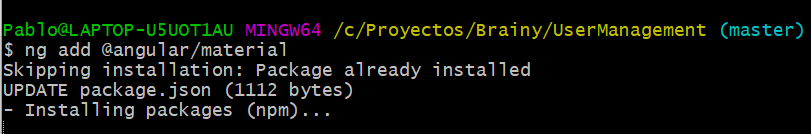 Pablo@LAPTOP-U5UOT1AU MINGW64 /c/Proyectos/Brainy/UserManagement (master)
$ ng add @angular/material
Skipping installation: Package already installed
UPDATE package.json (1112 bytes)
- Installing packages (npm)...